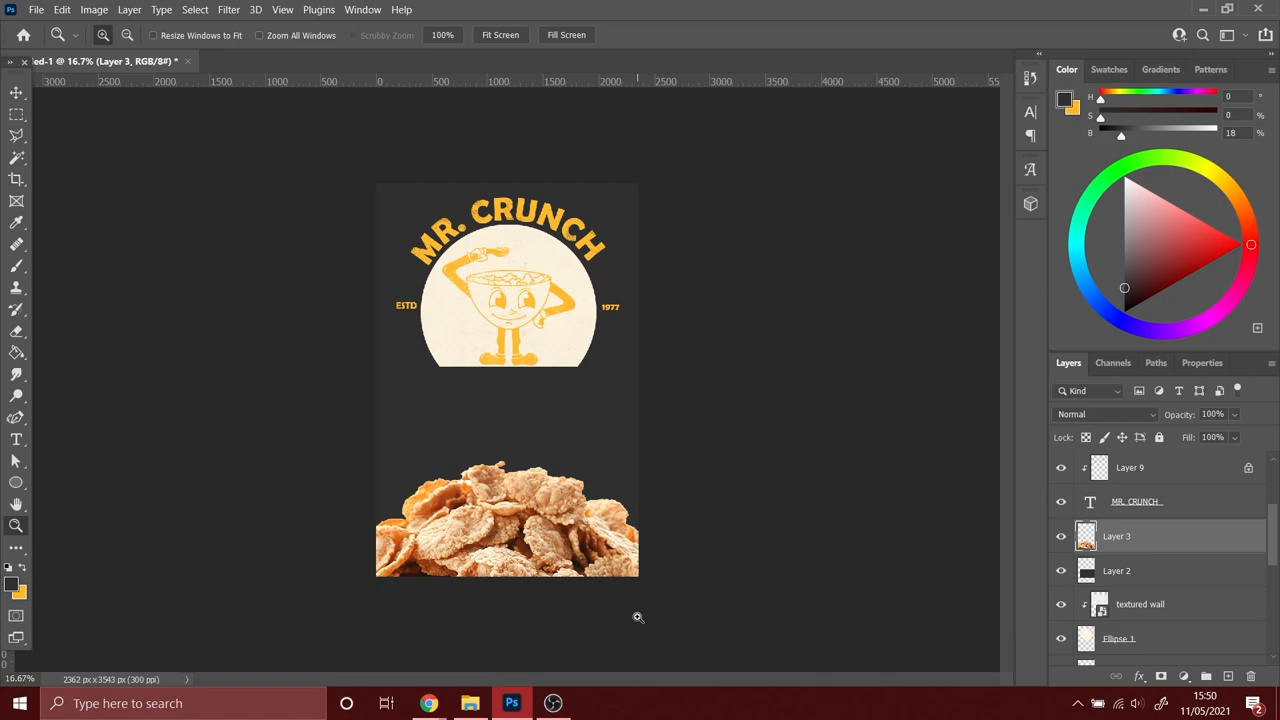 Ps File Edit Image Layer Type Select Filter 3D View Plugins Window Help
Resize Windows to Fit Zoom All Windows Scrubby Zoom 100% Fit Screen Fill Screen
ed-1 @ 16.7% (Layer 3, RGB/8#) * ×
3000 2500 2000 1500 1000 500 0 500 1000 1500 2000 2500 3000 3500 4000 4500 5000 55
Color Swatches Gradients Patterns
H 0 °
S 0 %
B 18 %
MR. CRUNCH
ESTD 1977
Layers Channels Paths Properties
Kind
Normal Opacity: 100%
Lock: Fill: 100%
Layer 9
T MR. CRUNCH
Layer 3
Layer 2
textured wall
Ellipse 1
16.67% 2362 px x 3543 px (300 ppi)
Type here to search
Ps
15:50
11/05/2021
2